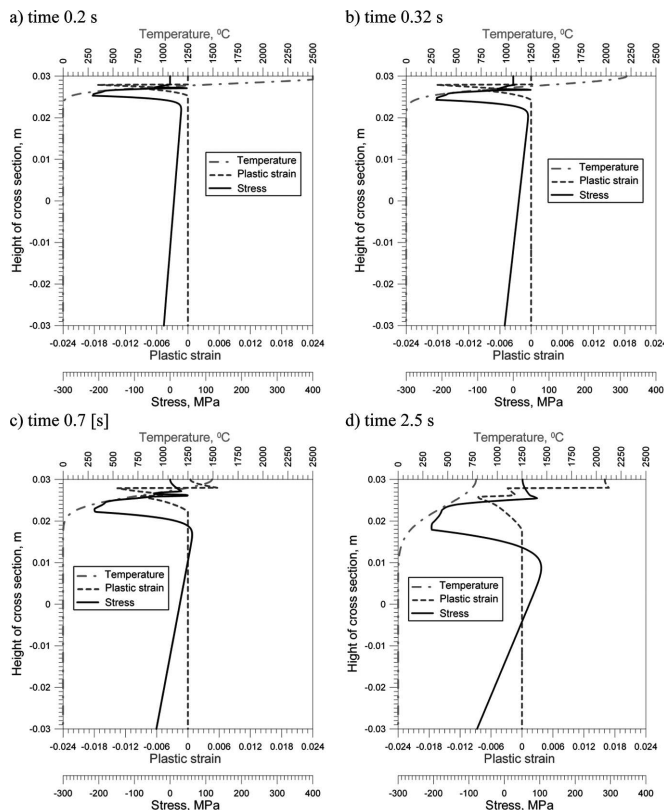 a) time 0.2 s
Temperature, ⁰C
0 250 500 750 1000 1250 1500 1750 2000 2250 2500
0.03
0.02
0.01
0
-0.01
-0.02
-0.03
Height of cross section, m
Temperature
Plastic strain
Stress
-0.024 -0.018 -0.012 -0.006 0 0.006 0.012 0.018 0.024
Plastic strain
-300 -200 -100 0 100 200 300 400
Stress, MPa
b) time 0.32 s
Temperature, ⁰C
0 250 500 750 1000 1250 1500 1750 2000 2250 2500
0.03
0.02
0.01
0
-0.01
-0.02
-0.03
Height of cross section, m
Temperature
Plastic strain
Stress
-0.024 -0.018 -0.012 -0.006 0 0.006 0.012 0.018 0.024
Plastic strain
-300 -200 -100 0 100 200 300 400
Stress, MPa
c) time 0.7 [s]
Temperature, ⁰C
0 250 500 750 1000 1250 1500 1750 2000 2250 2500
0.03
0.02
0.01
0
-0.01
-0.02
-0.03
Height of cross section, m
Temperature
Plastic strain
Stress
-0.024 -0.018 -0.012 -0.006 0 0.006 0.012 0.018 0.024
Plastic strain
-300 -200 -100 0 100 200 300 400
Stress, MPa
d) time 2.5 s
Temperature, ⁰C
0 250 500 750 1000 1250 1500 1750 2000 2250 2500
0.03
0.02
0.01
0
-0.01
-0.02
-0.03
Hight of cross section, m
Temperature
Plastic strain
Stress
-0.024 -0.018 -0.012 -0.006 0 0.006 0.012 0.018 0.024
Plastic strain
-300 -200 -100 0 100 200 300 400
Stress, MPa